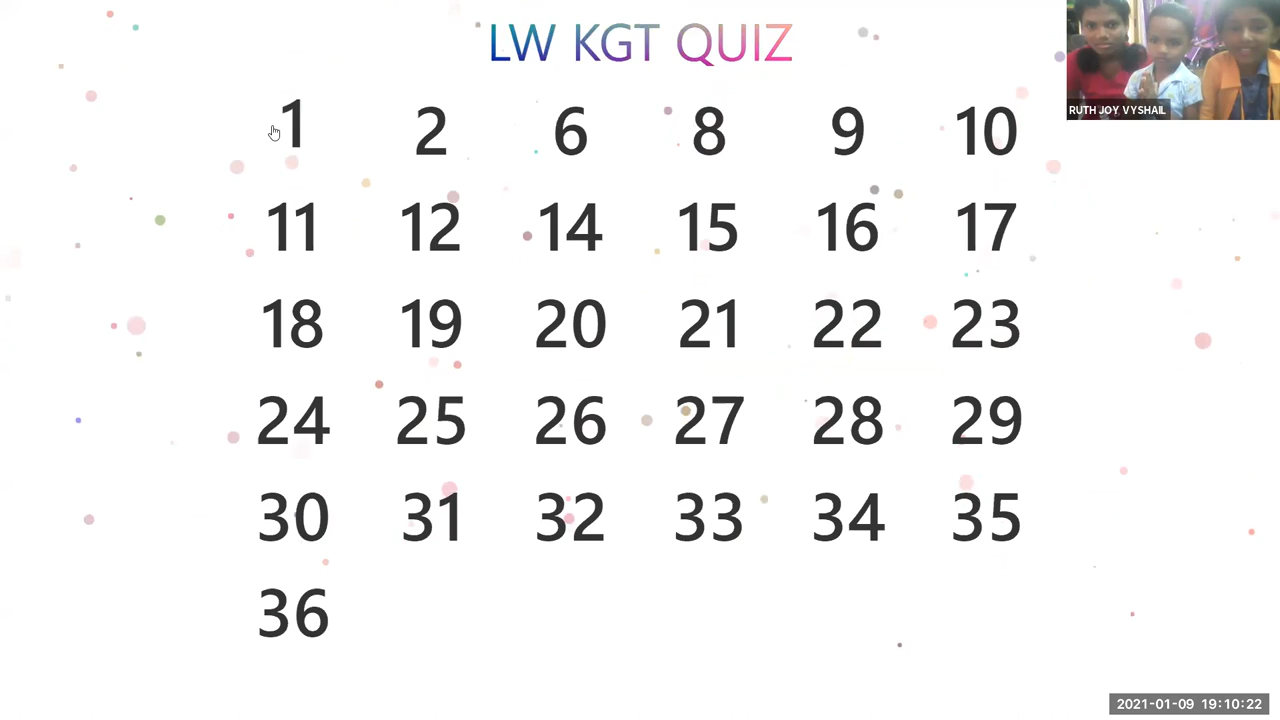 LW KGT QUIZ
RUTH JOY VYSHAIL
1 2 6 8 9 10
11 12 14 15 16 17
18 19 20 21 22 23
24 25 26 27 28 29
30 31 32 33 34 35
36
2021-01-09 19:10:22